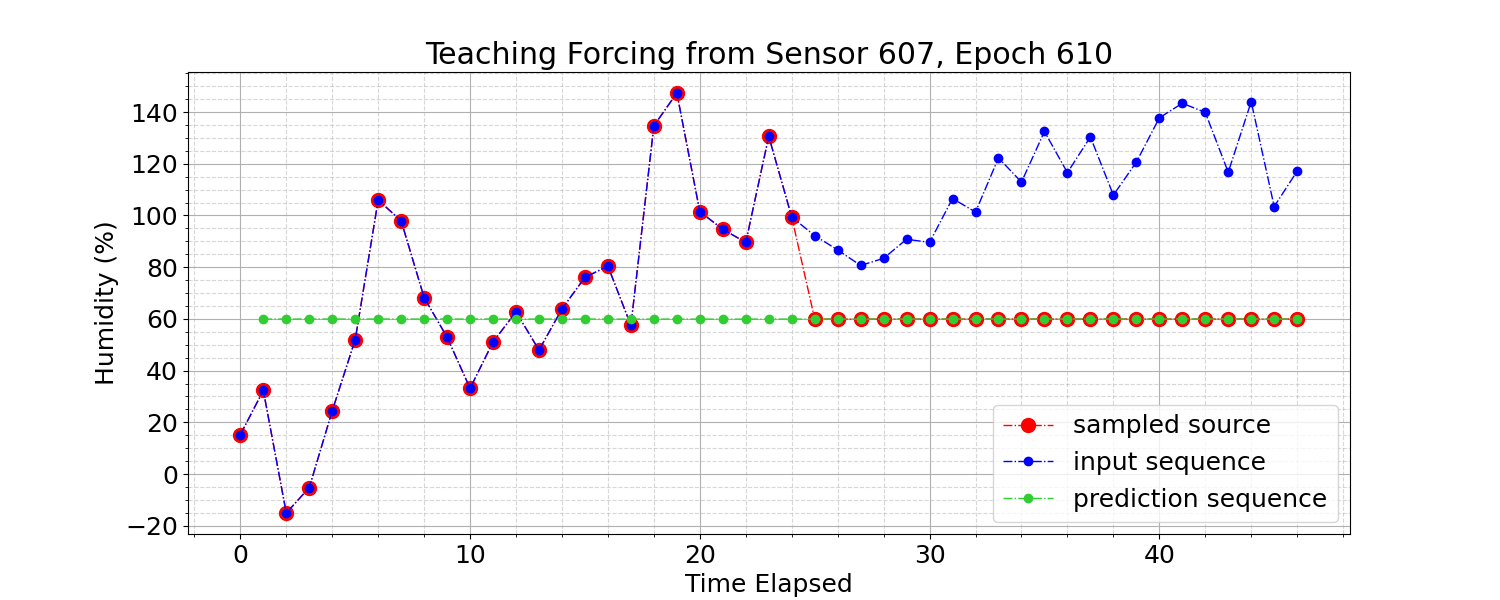 Teaching Forcing from Sensor 607, Epoch 610
Humidity (%)
140
120
100
80
60
40
20
0
−20
sampled source
input sequence
prediction sequence
0 10 20 30 40
Time Elapsed